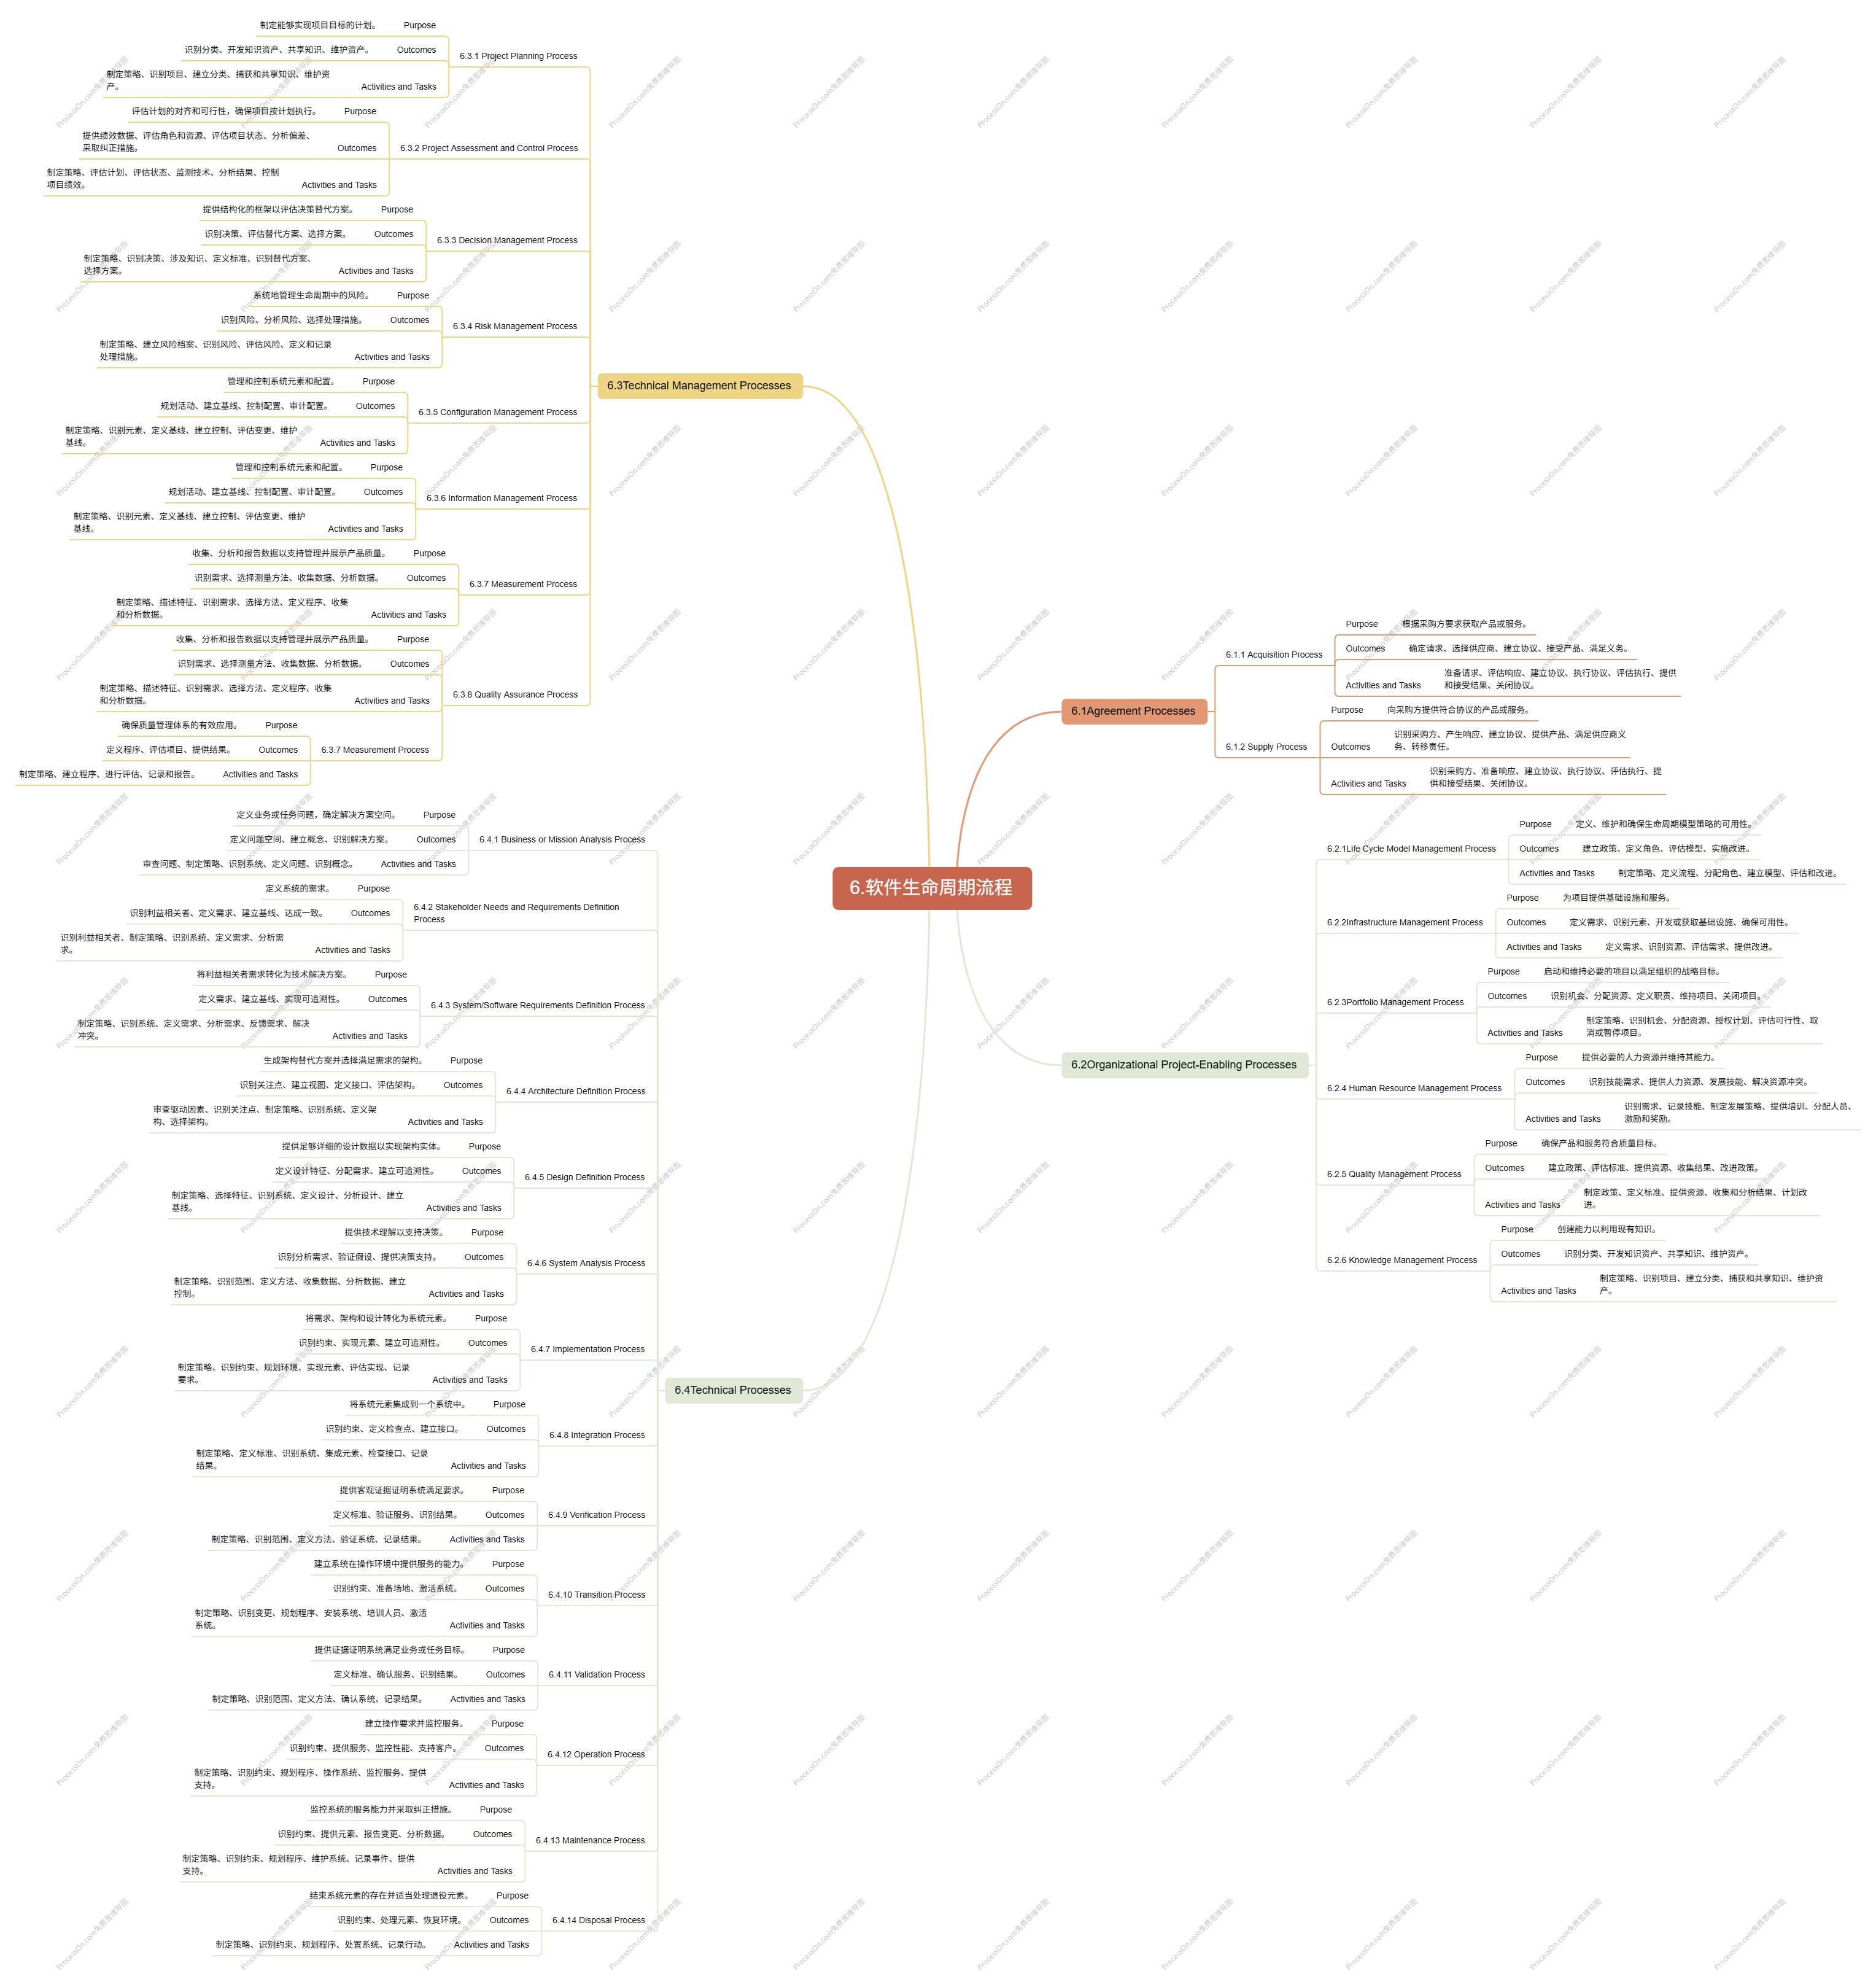 6.软件生命周期流程
6.1Agreement Processes
6.1.1 Acquisition Process
Purpose
根据采购方要求获取产品或服务。
Outcomes
确定请求、选择供应商、建立协议、接受产品、满足义务。
Activities and Tasks
准备请求、评估响应、建立协议、执行协议、评估执行、提供
和接受结果、关闭协议。
6.1.2 Supply Process
Purpose
向采购方提供符合协议的产品或服务。
Outcomes
识别采购方、产生响应、建立协议、提供产品、满足供应商义
务、转移责任。
Activities and Tasks
识别采购方、准备响应、建立协议、执行协议、评估执行、提
供和接受结果、关闭协议。
6.2Organizational Project-Enabling Processes
6.2.1Life Cycle Model Management Process
Purpose
定义、维护和确保生命周期模型策略的可用性。
Outcomes
建立政策、定义角色、评估模型、实施改进。
Activities and Tasks
制定策略、定义流程、分配角色、建立模型、评估和改进。
6.2.2Infrastructure Management Process
Purpose
为项目提供基础设施和服务。
Outcomes
定义需求、识别元素、开发或获取基础设施、确保可用性。
Activities and Tasks
定义需求、识别资源、评估需求、提供改进。
6.2.3Portfolio Management Process
Purpose
启动和维持必要的项目以满足组织的战略目标。
Outcomes
识别机会、分配资源、定义职责、维持项目、关闭项目。
Activities and Tasks
制定策略、识别机会、分配资源、授权计划、评估可行性、取
消或暂停项目。
6.2.4 Human Resource Management Process
Purpose
提供必要的人力资源并维持其能力。
Outcomes
识别技能需求、提供人力资源、发展技能、解决资源冲突。
Activities and Tasks
识别需求、记录技能、制定发展策略、提供培训、分配人员、
激励和奖励。
6.2.5 Quality Management Process
Purpose
确保产品和服务符合质量目标。
Outcomes
建立政策、评估标准、提供资源、收集结果、改进政策。
Activities and Tasks
制定政策、定义标准、提供资源、收集和分析结果、计划改
进。
6.2.6 Knowledge Management Process
Purpose
创建能力以利用现有知识。
Outcomes
识别分类、开发知识资产、共享知识、维护资产。
Activities and Tasks
制定策略、识别项目、建立分类、捕获和共享知识、维护资
产。
6.3Technical Management Processes
6.3.1 Project Planning Process
Purpose
制定能够实现项目目标的计划。
Outcomes
识别分类、开发知识资产、共享知识、维护资产。
Activities and Tasks
制定策略、识别项目、建立分类、捕获和共享知识、维护资
产。
6.3.2 Project Assessment and Control Process
Purpose
评估计划的对齐和可行性，确保项目按计划执行。
Outcomes
提供绩效数据、评估角色和资源、评估项目状态、分析偏差、
采取纠正措施。
Activities and Tasks
制定策略、评估计划、评估状态、监测技术、分析结果、控制
项目绩效。
6.3.3 Decision Management Process
Purpose
提供结构化的框架以评估决策替代方案。
Outcomes
识别决策、评估替代方案、选择方案。
Activities and Tasks
制定策略、识别决策、涉及知识、定义标准、识别替代方案、
选择方案。
6.3.4 Risk Management Process
Purpose
系统地管理生命周期中的风险。
Outcomes
识别风险、分析风险、选择处理措施。
Activities and Tasks
制定策略、建立风险档案、识别风险、评估风险、定义和记录
处理措施。
6.3.5 Configuration Management Process
Purpose
管理和控制系统元素和配置。
Outcomes
规划活动、建立基线、控制配置、审计配置。
Activities and Tasks
制定策略、识别元素、定义基线、建立控制、评估变更、维护
基线。
6.3.6 Information Management Process
Purpose
管理和控制系统元素和配置。
Outcomes
规划活动、建立基线、控制配置、审计配置。
Activities and Tasks
制定策略、识别元素、定义基线、建立控制、评估变更、维护
基线。
6.3.7 Measurement Process
Purpose
收集、分析和报告数据以支持管理并展示产品质量。
Outcomes
识别需求、选择测量方法、收集数据、分析数据。
Activities and Tasks
制定策略、描述特征、识别需求、选择方法、定义程序、收集
和分析数据。
6.3.8 Quality Assurance Process
Purpose
收集、分析和报告数据以支持管理并展示产品质量。
Outcomes
识别需求、选择测量方法、收集数据、分析数据。
Activities and Tasks
制定策略、描述特征、识别需求、选择方法、定义程序、收集
和分析数据。
6.3.7 Measurement Process
Purpose
确保质量管理体系的有效应用。
Outcomes
定义程序、评估项目、提供结果。
Activities and Tasks
制定策略、建立程序、进行评估、记录和报告。
6.4Technical Processes
6.4.1 Business or Mission Analysis Process
Purpose
定义业务或任务问题，确定解决方案空间。
Outcomes
定义问题空间、建立概念、识别解决方案。
Activities and Tasks
审查问题、制定策略、识别系统、定义问题、识别概念。
6.4.2 Stakeholder Needs and Requirements Definition
Process
Purpose
定义系统的需求。
Outcomes
识别利益相关者、定义需求、建立基线、达成一致。
Activities and Tasks
识别利益相关者、制定策略、识别系统、定义需求、分析需
求。
6.4.3 System/Software Requirements Definition Process
Purpose
将利益相关者需求转化为技术解决方案。
Outcomes
定义需求、建立基线、实现可追溯性。
Activities and Tasks
制定策略、识别系统、定义需求、分析需求、反馈需求、解决
冲突。
6.4.4 Architecture Definition Process
Purpose
生成架构替代方案并选择满足需求的架构。
Outcomes
识别关注点、建立视图、定义接口、评估架构。
Activities and Tasks
审查驱动因素、识别关注点、制定策略、识别系统、定义架
构、选择架构。
6.4.5 Design Definition Process
Purpose
提供足够详细的设计数据以实现架构实体。
Outcomes
定义设计特征、分配需求、建立可追溯性。
Activities and Tasks
制定策略、选择特征、识别系统、定义设计、分析设计、建立
基线。
6.4.6 System Analysis Process
Purpose
提供技术理解以支持决策。
Outcomes
识别分析需求、验证假设、提供决策支持。
Activities and Tasks
制定策略、识别范围、定义方法、收集数据、分析数据、建立
控制。
6.4.7 Implementation Process
Purpose
将需求、架构和设计转化为系统元素。
Outcomes
识别约束、实现元素、建立可追溯性。
Activities and Tasks
制定策略、识别约束、规划环境、实现元素、评估实现、记录
要求。
6.4.8 Integration Process
Purpose
将系统元素集成到一个系统中。
Outcomes
识别约束、定义检查点、建立接口。
Activities and Tasks
制定策略、定义标准、识别系统、集成元素、检查接口、记录
结果。
6.4.9 Verification Process
Purpose
提供客观证据证明系统满足要求。
Outcomes
定义标准、验证服务、识别结果。
Activities and Tasks
制定策略、识别范围、定义方法、验证系统、记录结果。
6.4.10 Transition Process
Purpose
建立系统在操作环境中提供服务的能力。
Outcomes
识别约束、准备场地、激活系统。
Activities and Tasks
制定策略、识别变更、规划程序、安装系统、培训人员、激活
系统。
6.4.11 Validation Process
Purpose
提供证据证明系统满足业务或任务目标。
Outcomes
定义标准、确认服务、识别结果。
Activities and Tasks
制定策略、识别范围、定义方法、确认系统、记录结果。
6.4.12 Operation Process
Purpose
建立操作要求并监控服务。
Outcomes
识别约束、提供服务、监控性能、支持客户。
Activities and Tasks
制定策略、识别约束、规划程序、操作系统、监控服务、提供
支持。
6.4.13 Maintenance Process
Purpose
监控系统的服务能力并采取纠正措施。
Outcomes
识别约束、提供元素、报告变更、分析数据。
Activities and Tasks
制定策略、识别约束、规划程序、维护系统、记录事件、提供
支持。
6.4.14 Disposal Process
Purpose
结束系统元素的存在并适当处理退役元素。
Outcomes
识别约束、处理元素、恢复环境。
Activities and Tasks
制定策略、识别约束、规划程序、处置系统、记录行动。
ProcessOn.com免费思维导图